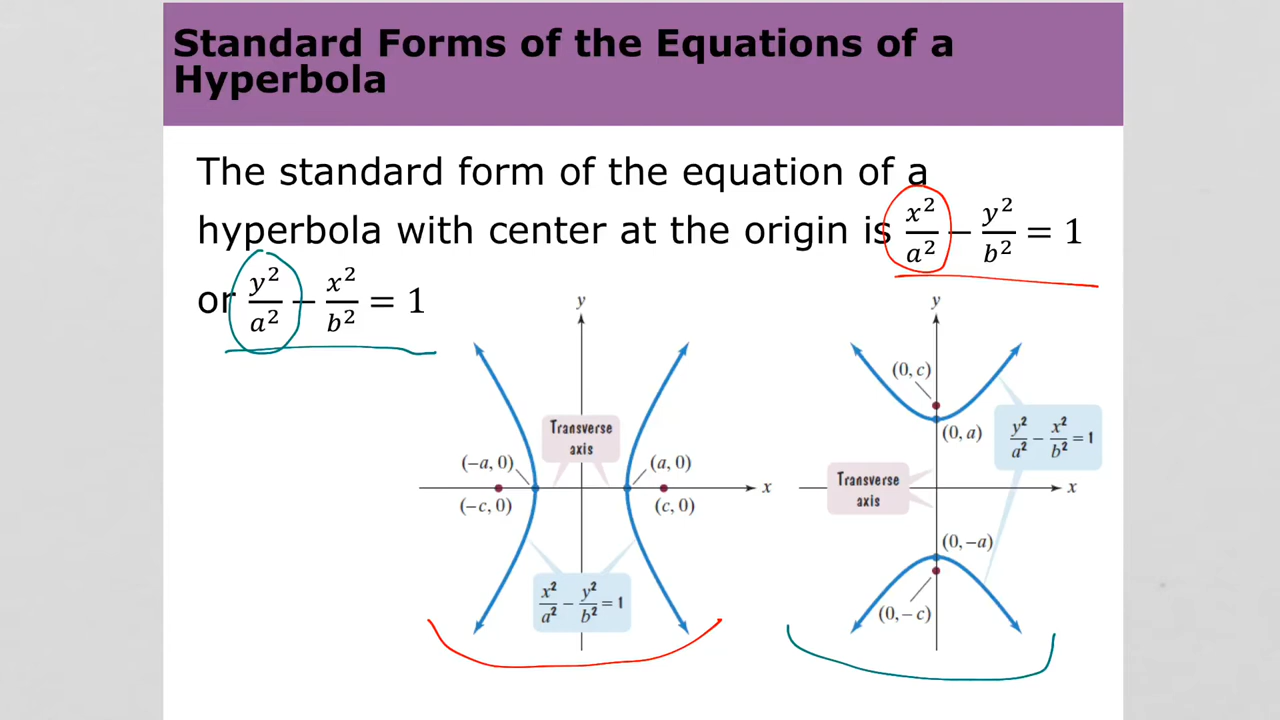 Standard Forms of the Equations of a
Hyperbola
The standard form of the equation of a
hyperbola with center at the origin is x²/a² − y²/b² = 1
or y²/a² − x²/b² = 1
y
Transverse
axis
(−a, 0)
(a, 0)
x
(−c, 0)
(c, 0)
x²/a² − y²/b² = 1
y
(0, c)
(0, a)
y²/a² − x²/b² = 1
Transverse
axis
x
(0, −a)
(0, −c)